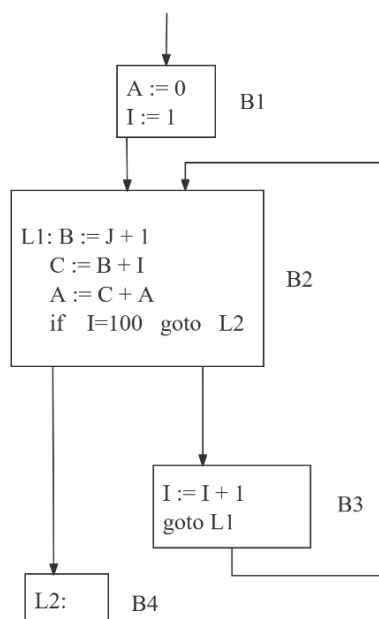 A := 0
I := 1
B1
L1: B := J + 1
C := B + I
A := C + A
if I=100 goto L2
B2
I := I + 1
goto L1
B3
L2:
B4